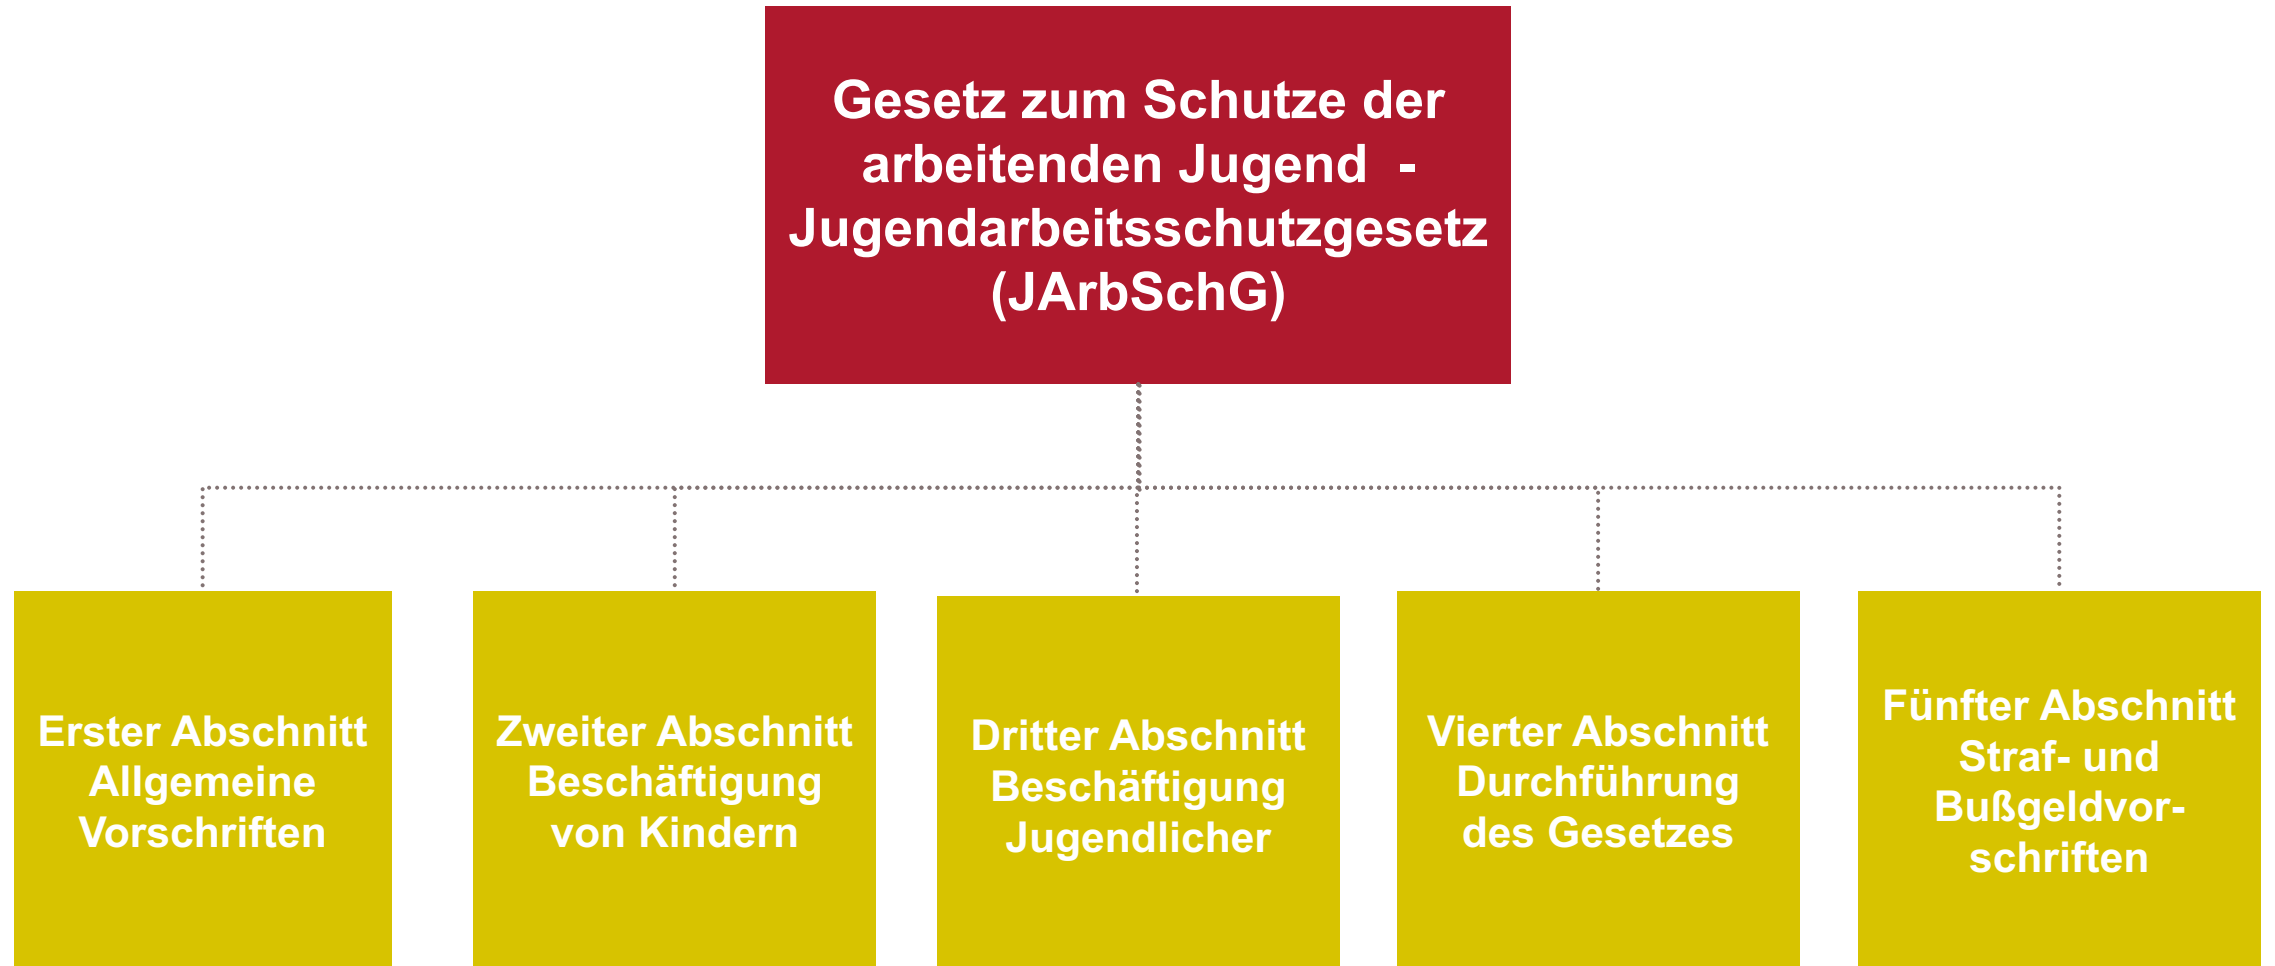 Gesetz zum Schutze der
arbeitenden Jugend -
Jugendarbeitsschutzgesetz
(JArbSchG)
Erster Abschnitt
Allgemeine
Vorschriften
Zweiter Abschnitt
Beschäftigung
von Kindern
Dritter Abschnitt
Beschäftigung
Jugendlicher
Vierter Abschnitt
Durchführung
des Gesetzes
Fünfter Abschnitt
Straf- und
Bußgeldvor-
schriften